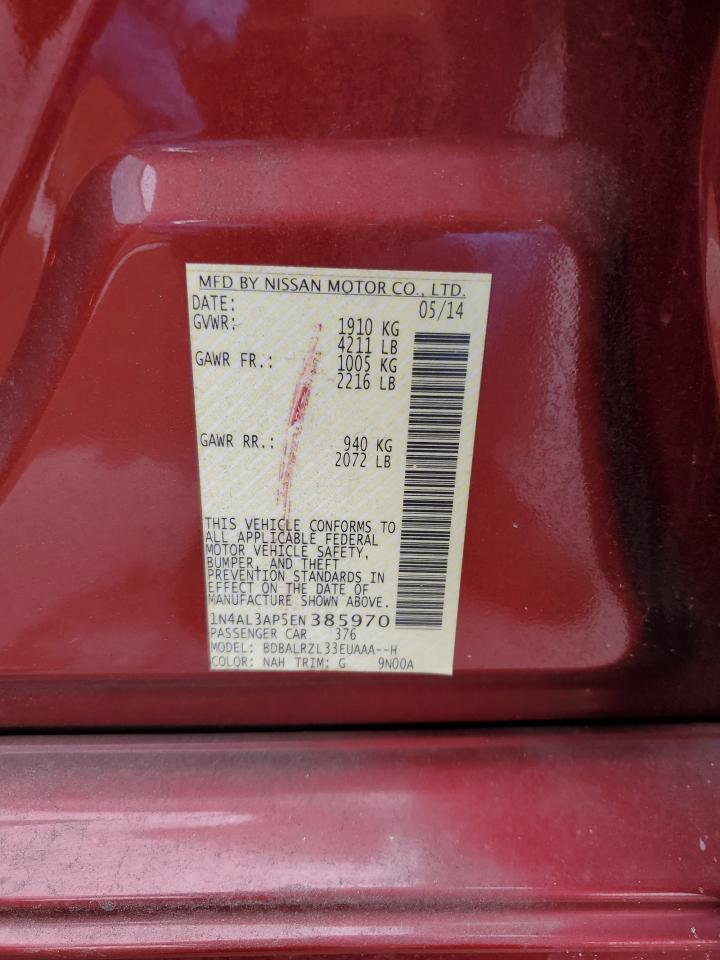 MFD BY NISSAN MOTOR CO., LTD.
DATE: 05/14
GVWR: 1910 KG
4211 LB
GAWR FR.: 1005 KG
2216 LB
GAWR RR.: 940 KG
2072 LB
THIS VEHICLE CONFORMS TO
ALL APPLICABLE FEDERAL
MOTOR VEHICLE SAFETY,
BUMPER, AND THEFT
PREVENTION STANDARDS IN
EFFECT ON THE DATE OF
MANUFACTURE SHOWN ABOVE.
1N4AL3AP5EN385970
PASSENGER CAR 376
MODEL: BDBALRZL33EUAAA--H
COLOR: NAH TRIM: G 9N00A